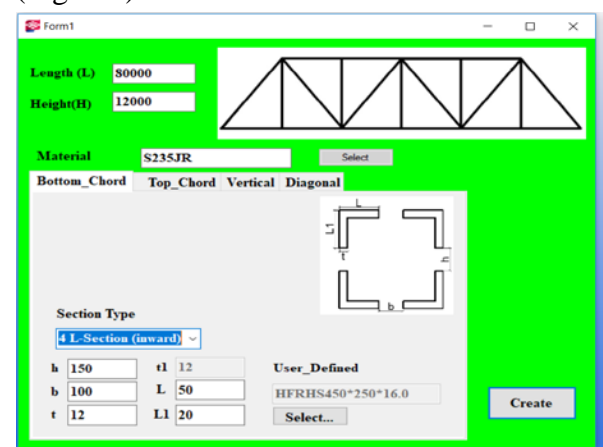 Form1
Length (L) 80000
Height(H) 12000
Material S235JR Select
Bottom_Chord Top_Chord Vertical Diagonal
L
L1
t
h
b
Section Type
4 L-Section (inward)
h 150 t1 12 User_Defined
b 100 L 50 HFRHS450*250*16.0
t 12 L1 20 Select...
Create